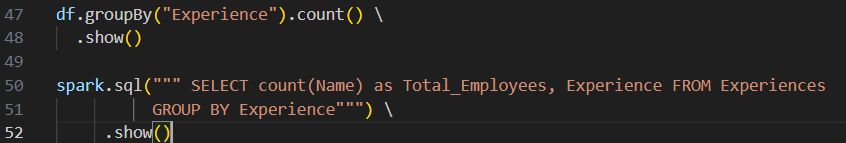 47 df.groupBy("Experience").count() \
48 .show()
49
50 spark.sql(""" SELECT count(Name) as Total_Employees, Experience FROM Experiences
51 GROUP BY Experience""") \
52 .show()